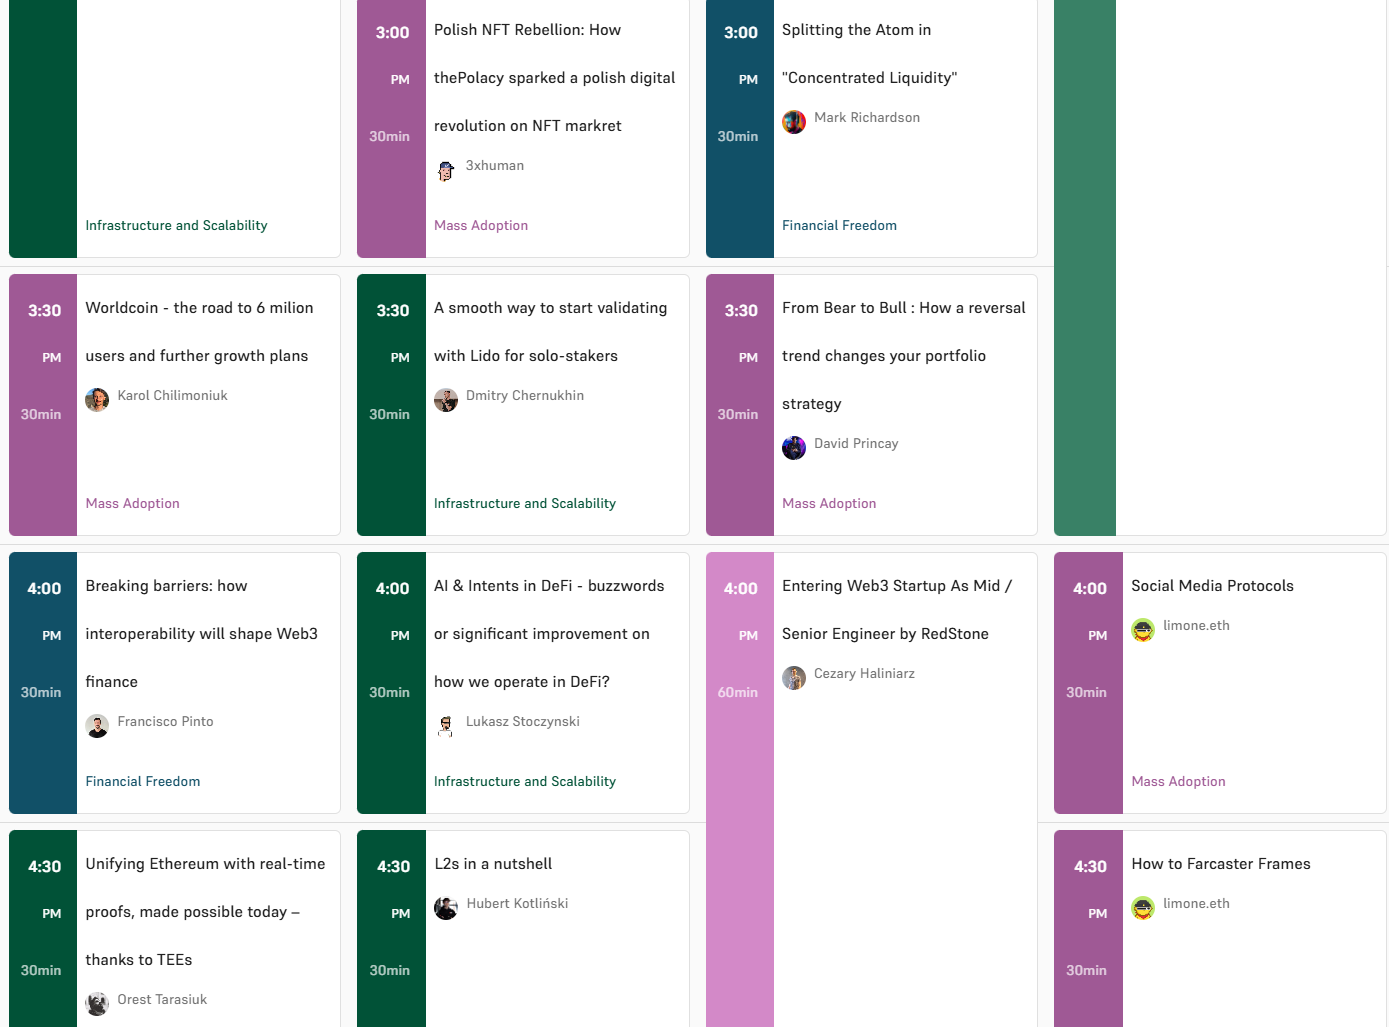 Infrastructure and Scalability
3:00
PM
30min
Polish NFT Rebellion: How
thePolacy sparked a polish digital
revolution on NFT markret
3xhuman
Mass Adoption
3:00
PM
30min
Splitting the Atom in
"Concentrated Liquidity"
Mark Richardson
Financial Freedom
3:30
PM
30min
Worldcoin - the road to 6 milion
users and further growth plans
Karol Chilimoniuk
Mass Adoption
3:30
PM
30min
A smooth way to start validating
with Lido for solo-stakers
Dmitry Chernukhin
Infrastructure and Scalability
3:30
PM
30min
From Bear to Bull : How a reversal
trend changes your portfolio
strategy
David Princay
Mass Adoption
4:00
PM
30min
Breaking barriers: how
interoperability will shape Web3
finance
Francisco Pinto
Financial Freedom
4:00
PM
30min
AI & Intents in DeFi - buzzwords
or significant improvement on
how we operate in DeFi?
Lukasz Stoczynski
Infrastructure and Scalability
4:00
PM
60min
Entering Web3 Startup As Mid /
Senior Engineer by RedStone
Cezary Haliniarz
4:00
PM
30min
Social Media Protocols
limone.eth
Mass Adoption
4:30
PM
30min
Unifying Ethereum with real-time
proofs, made possible today –
thanks to TEEs
Orest Tarasiuk
4:30
PM
30min
L2s in a nutshell
Hubert Kotliński
4:30
PM
30min
How to Farcaster Frames
limone.eth